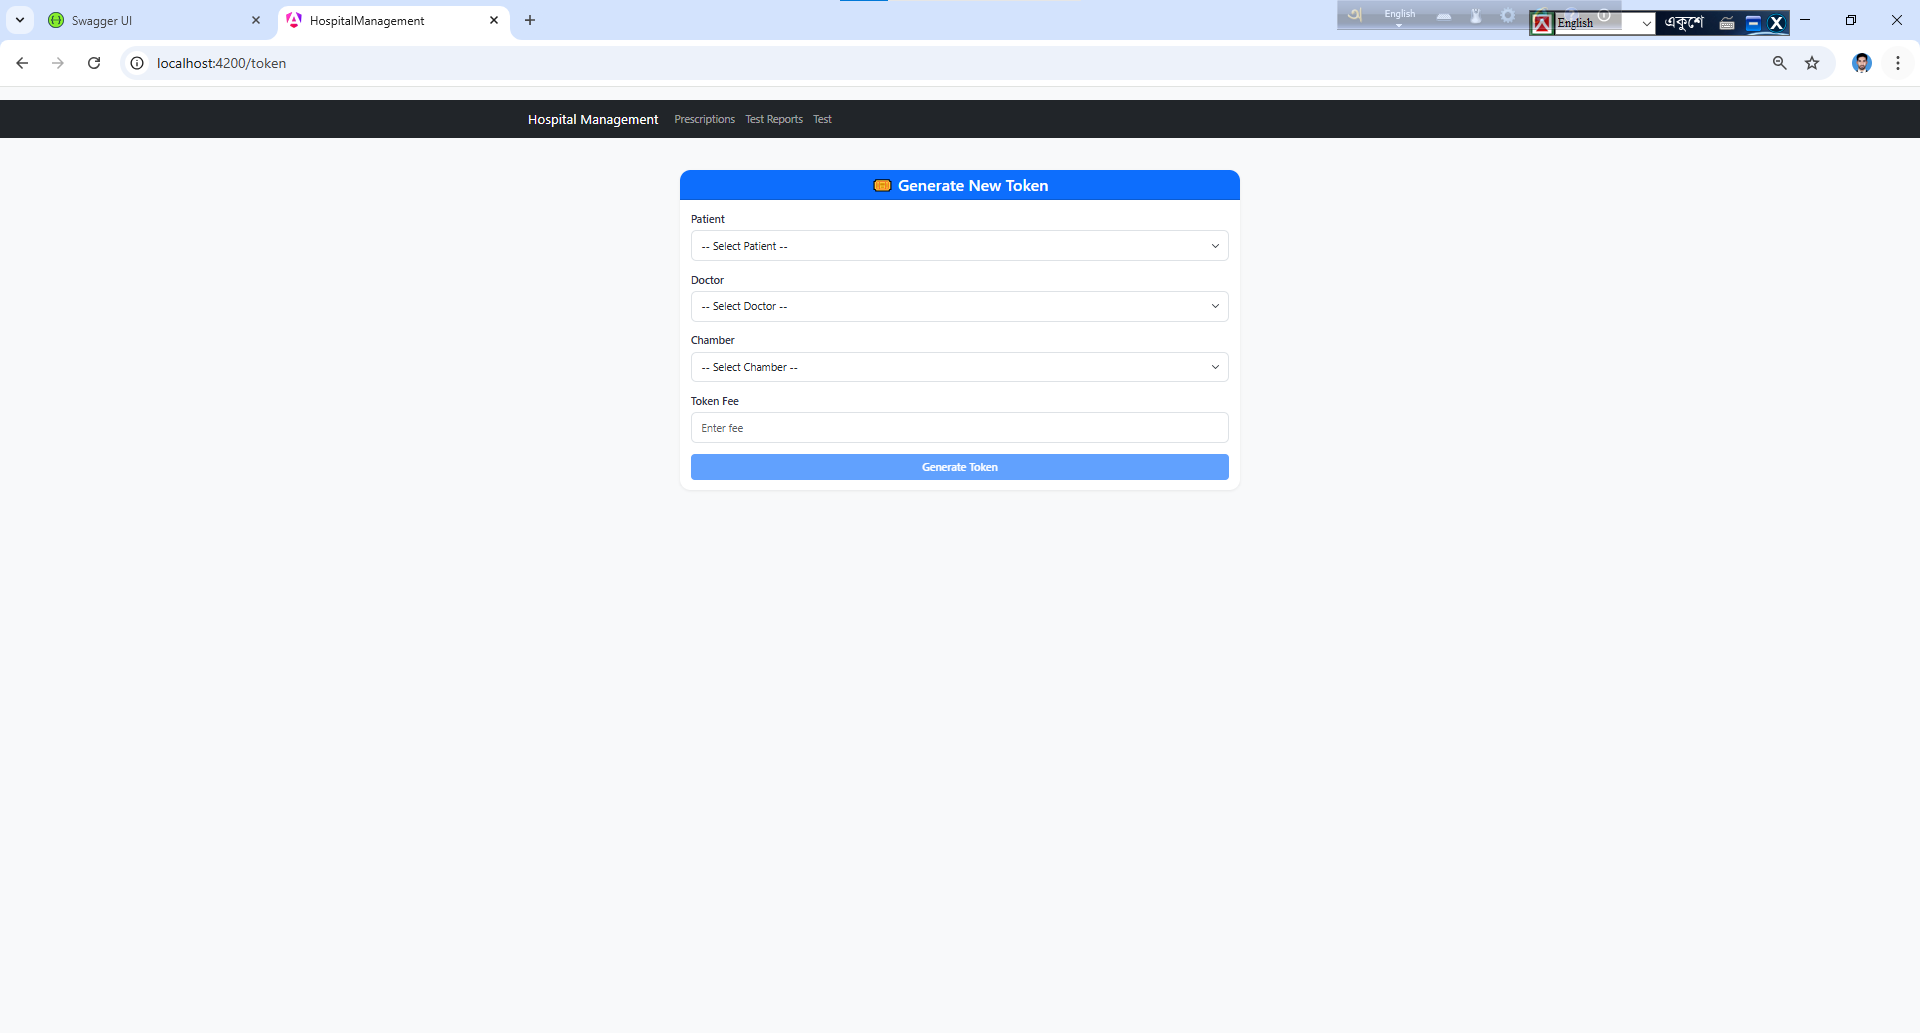 Swagger UI
HospitalManagement
English
English
একুশে
localhost:4200/token
Hospital Management Prescriptions Test Reports Test
Generate New Token
Patient
-- Select Patient --
Doctor
-- Select Doctor --
Chamber
-- Select Chamber --
Token Fee
Enter fee
Generate Token